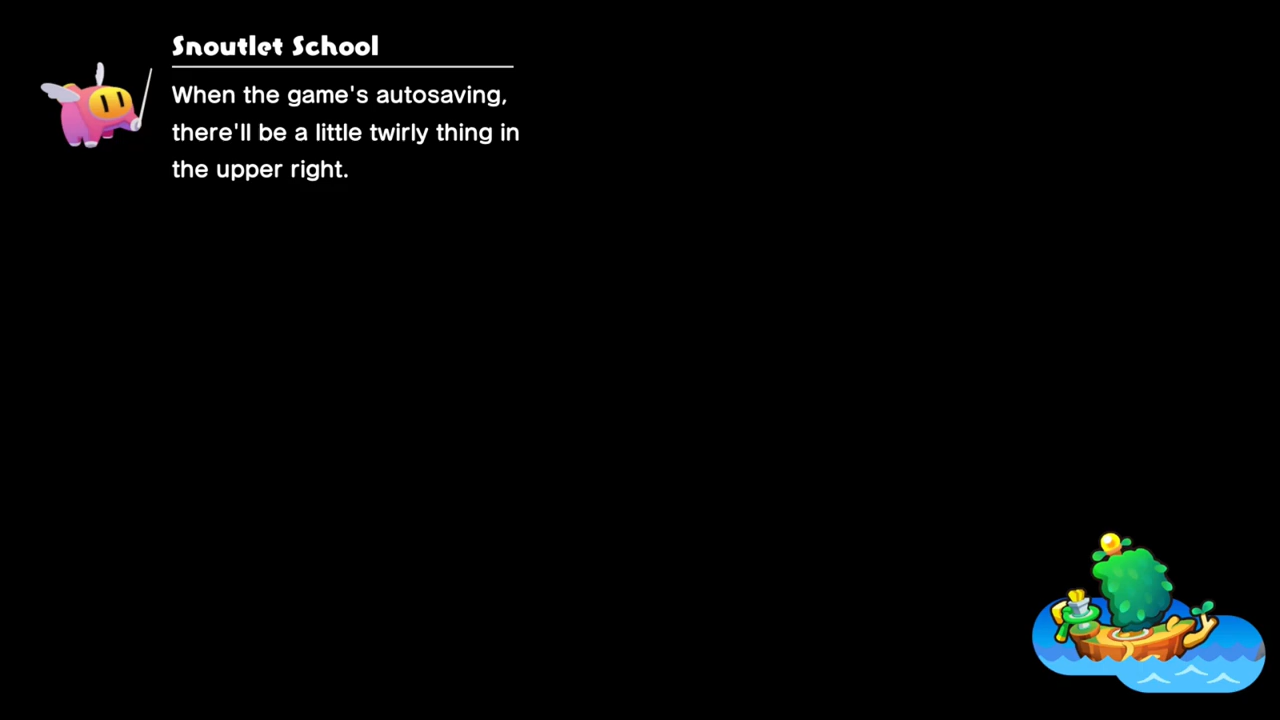 Snoutlet School
When the game's autosaving,
there'll be a little twirly thing in
the upper right.